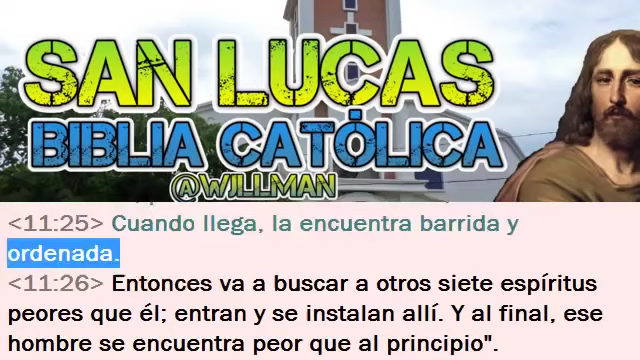 SAN LUCAS
BIBLIA CATÓLICA
@WJLLMAN
<11:25> Cuando llega, la encuentra barrida y
ordenada.
<11:26> Entonces va a buscar a otros siete espíritus
peores que él; entran y se instalan allí. Y al final, ese
hombre se encuentra peor que al principio".